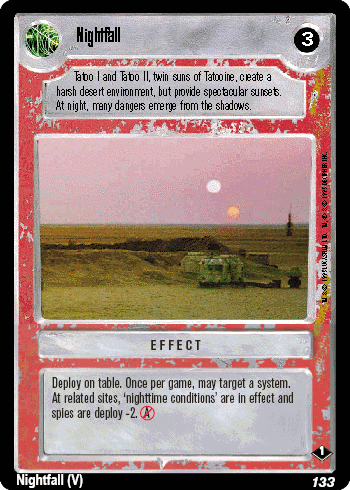 Nightfall
3
Tatoo I and Tatoo II, twin suns of Tatooine, create a
harsh desert environment, but provide spectacular sunsets.
At night, many dangers emerge from the shadows.
EFFECT
Deploy on table. Once per game, may target a system.
At related sites, ‘nighttime conditions’ are in effect and
spies are deploy -2. A
1
Nightfall (V)
133